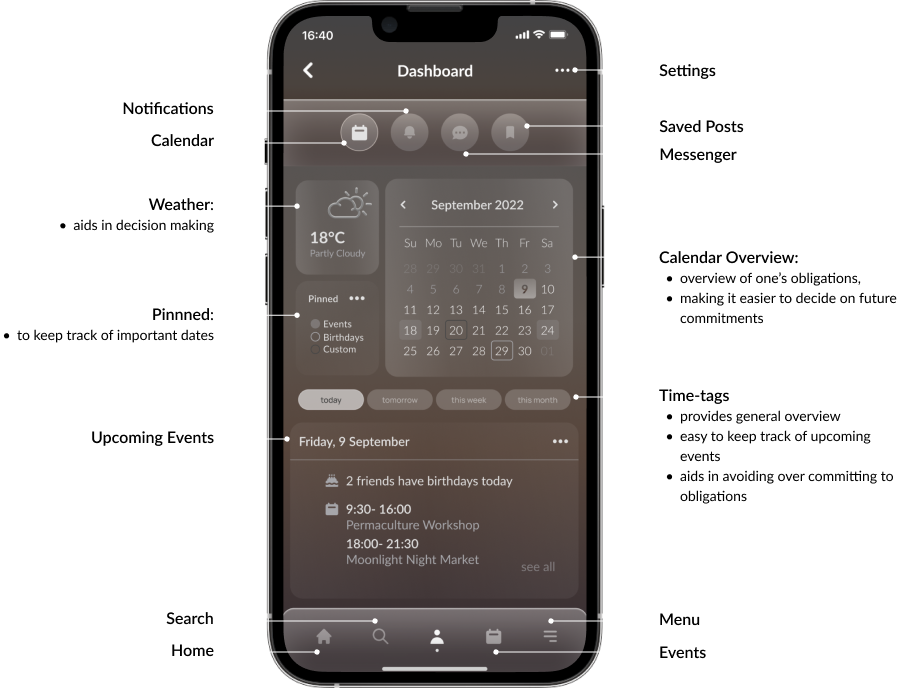 16:40
Dashboard
Settings
Notifications
Calendar
Saved Posts
Messenger
Weather:
• aids in decision making
18°C
Partly Cloudy
September 2022
Su Mo Tu We Th Fr Sa
28 29 30 31 1 2 3
4 5 6 7 8 9 10
11 12 13 14 15 16 17
18 19 20 21 22 23 24
25 26 27 28 29 30 01
Calendar Overview:
• overview of one's obligations,
• making it easier to decide on future
commitments
Pinnned:
• to keep track of important dates
Pinned
Events
Birthdays
Custom
today tomorrow this week this month
Time-tags
• provides general overview
• easy to keep track of upcoming
events
• aids in avoiding over committing to
obligations
Upcoming Events
Friday, 9 September
2 friends have birthdays today
9:30- 16:00
Permaculture Workshop
18:00- 21:30
Moonlight Night Market
see all
Search
Home
Menu
Events